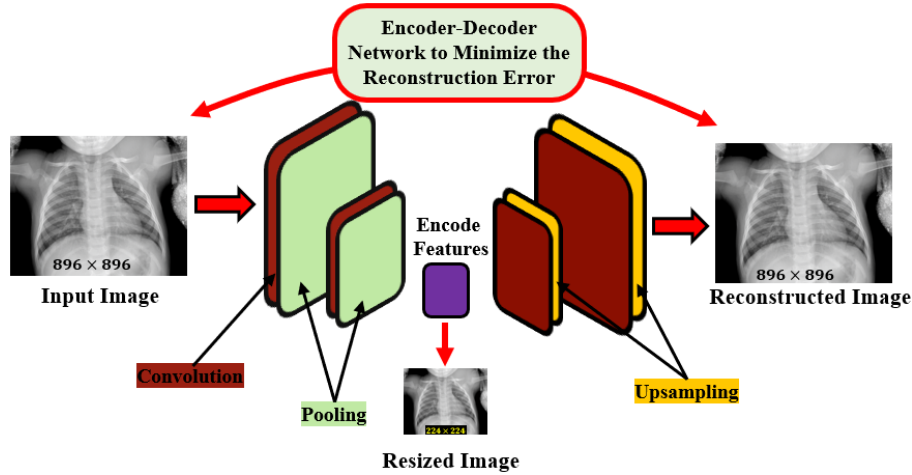 Encoder-Decoder
Network to Minimize the
Reconstruction Error
896 × 896
Input Image
Encode
Features
896 × 896
Reconstructed Image
Convolution
Pooling
Upsampling
224 × 224
Resized Image